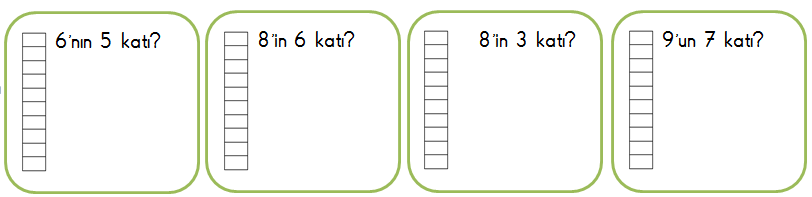 6'nın 5 katı?
8'in 6 katı?
8'in 3 katı?
9'un 7 katı?